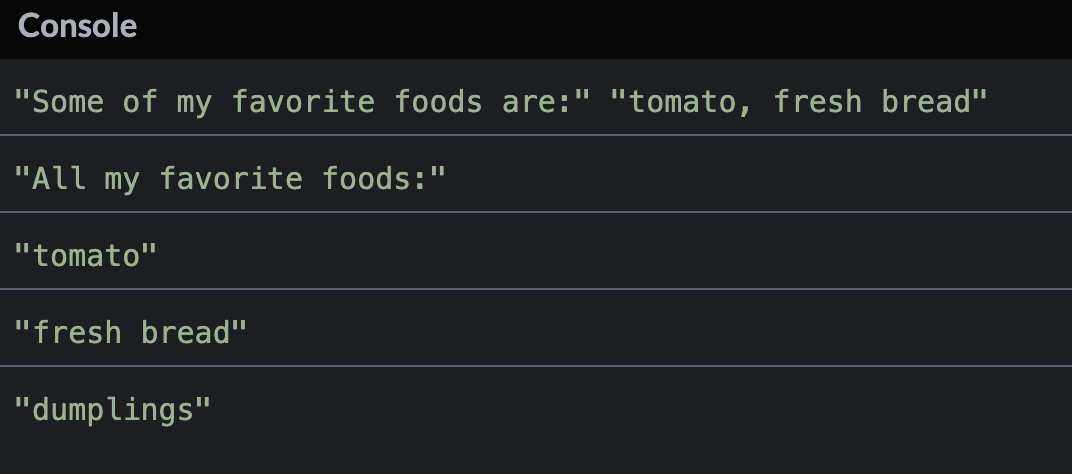 Console
"Some of my favorite foods are:" "tomato, fresh bread"
"All my favorite foods:"
"tomato"
"fresh bread"
"dumplings"